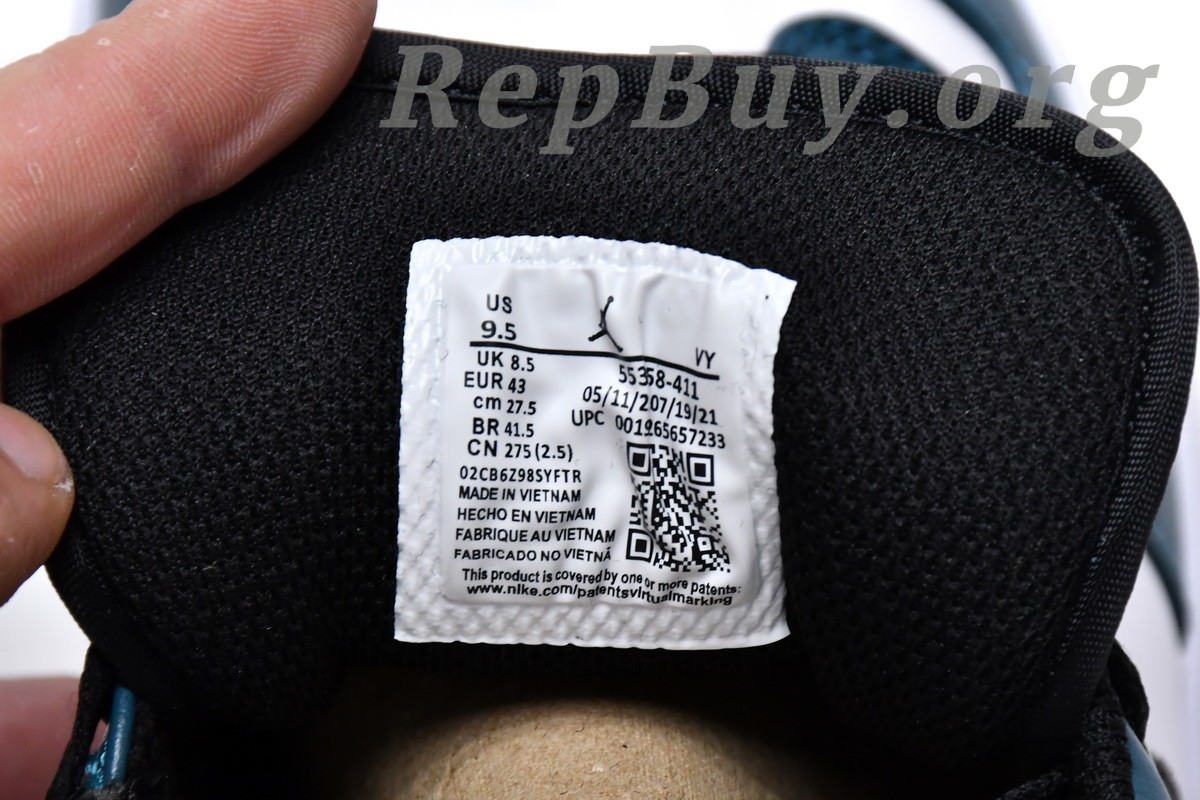 RepBuy.org
US
9.5
VY
UK 8.5
55358-411
EUR 43
05/11/207/19/21
cm 27.5
UPC
BR 41.5
CN 275 (2.5)
02CB6Z98SYFTR
MADE IN VIETNAM
HECHO EN VIETNAM
FABRIQUE AU VIETNAM
FABRICADO NO VIETNÃ
This product is covered by one or more patents:
www.nike.com/patentsvirtualmarking